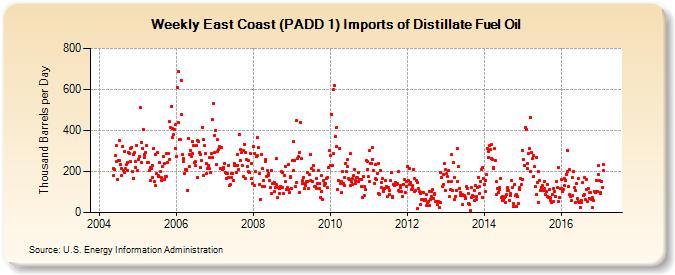 Weekly East Coast (PADD 1) Imports of Distillate Fuel Oil
Thousand Barrels per Day
800
600
400
200
0
2004 2006 2008 2010 2012 2014 2016
Source: U.S. Energy Information Administration